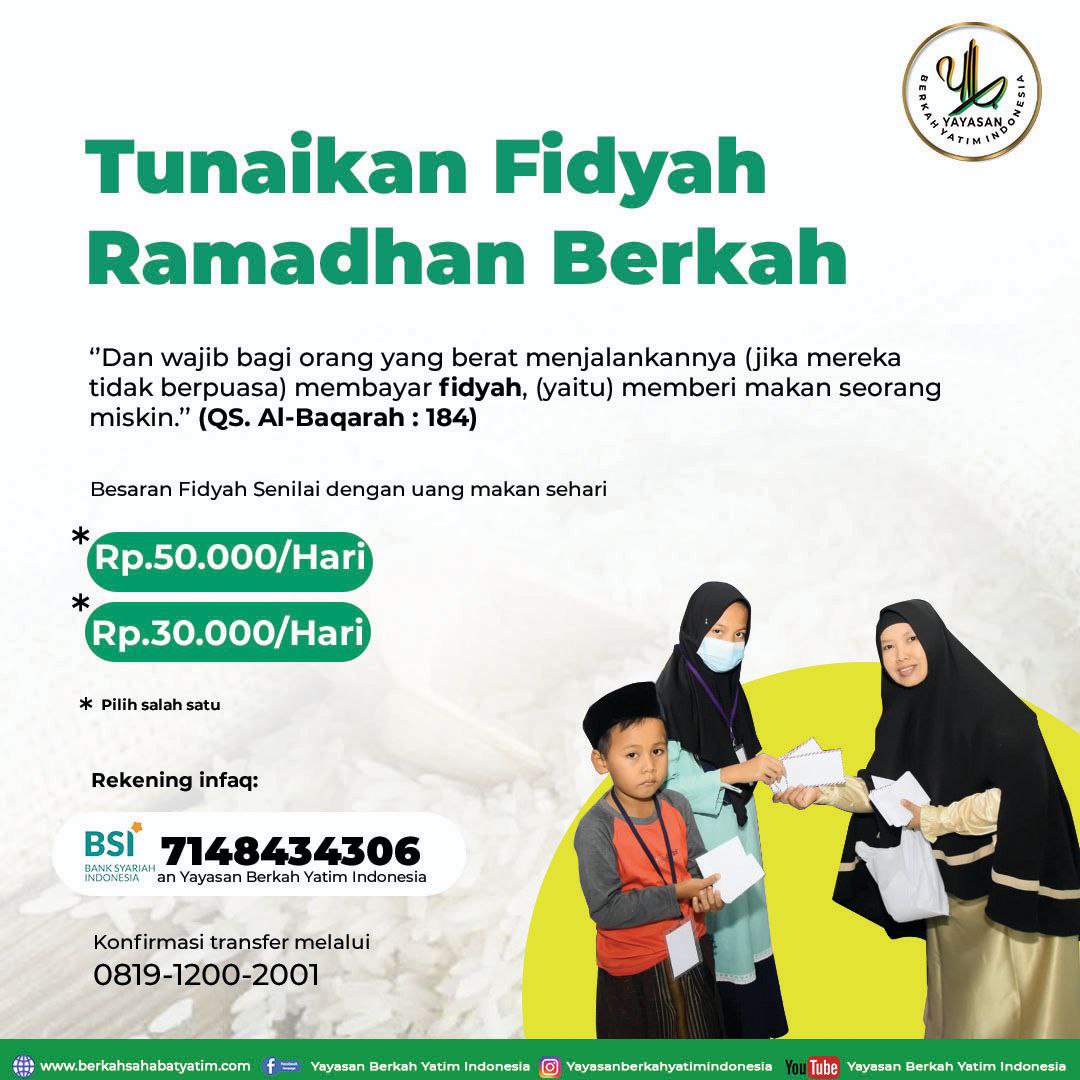 YAYASAN
BERKAH YATIM INDONESIA
Tunaikan Fidyah
Ramadhan Berkah
‘’Dan wajib bagi orang yang berat menjalankannya (jika mereka
tidak berpuasa) membayar fidyah, (yaitu) memberi makan seorang
miskin.’’ (QS. Al-Baqarah : 184)
Besaran Fidyah Senilai dengan uang makan sehari
* Rp.50.000/Hari
* Rp.30.000/Hari
* Pilih salah satu
Rekening infaq:
BSI
BANK SYARIAH
INDONESIA
7148434306
an Yayasan Berkah Yatim Indonesia
Konfirmasi transfer melalui
0819-1200-2001
www.berkahsahabatyatim.com f Yayasan Berkah Yatim Indonesia Yayasanberkahyatimindonesia YouTube Yayasan Berkah Yatim Indonesia